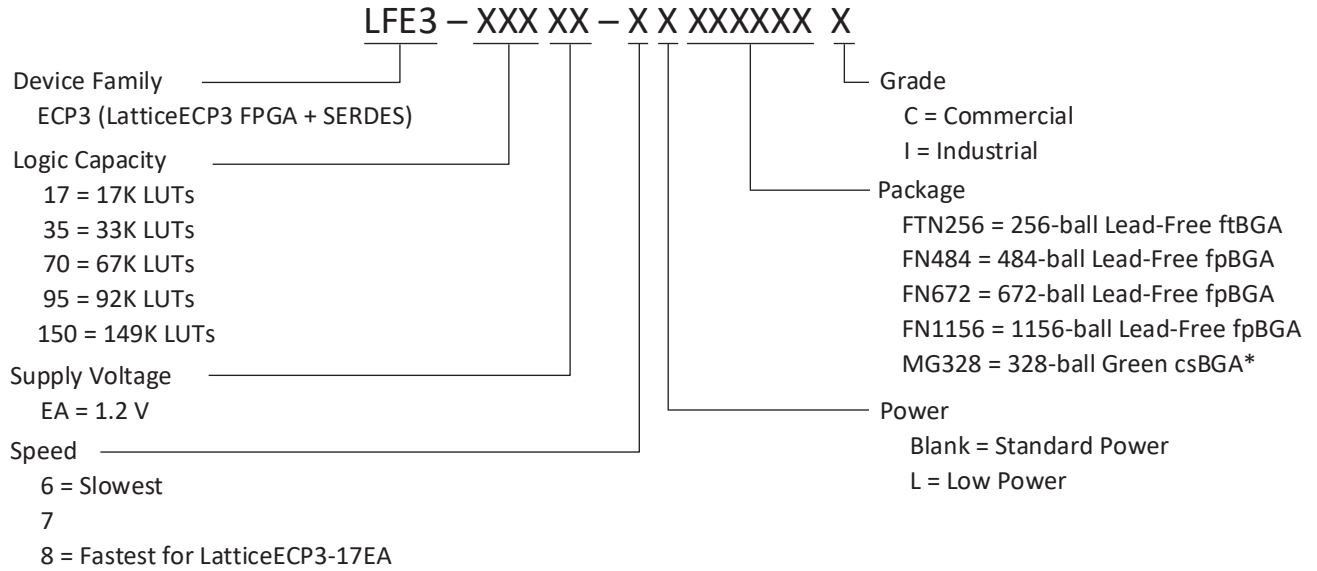 LFE3 – XXX XX – X X XXXXXX X
Device Family
ECP3 (LatticeECP3 FPGA + SERDES)
Logic Capacity
17 = 17K LUTs
35 = 33K LUTs
70 = 67K LUTs
95 = 92K LUTs
150 = 149K LUTs
Supply Voltage
EA = 1.2 V
Speed
6 = Slowest
7
8 = Fastest for LatticeECP3-17EA
Grade
C = Commercial
I = Industrial
Package
FTN256 = 256-ball Lead-Free ftBGA
FN484 = 484-ball Lead-Free fpBGA
FN672 = 672-ball Lead-Free fpBGA
FN1156 = 1156-ball Lead-Free fpBGA
MG328 = 328-ball Green csBGA*
Power
Blank = Standard Power
L = Low Power